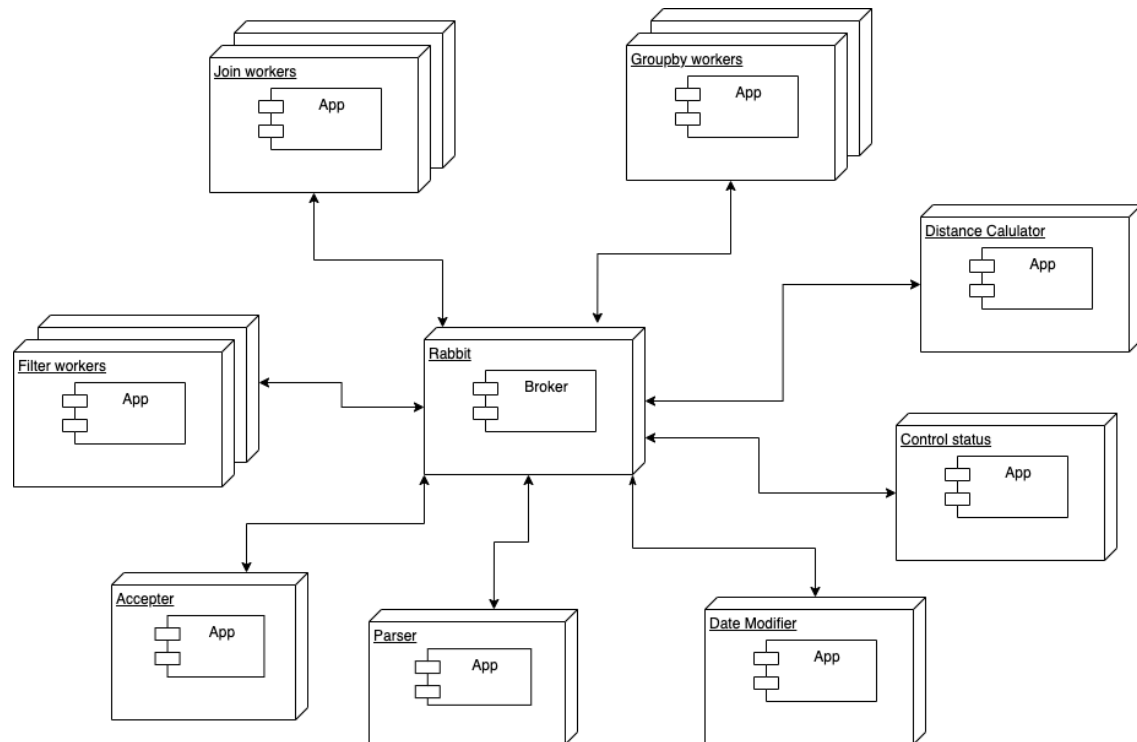 Join workers
App
Groupby workers
App
Distance Calulator
App
Rabbit
Broker
Filter workers
App
Control status
App
Accepter
App
Parser
App
Date Modifier
App